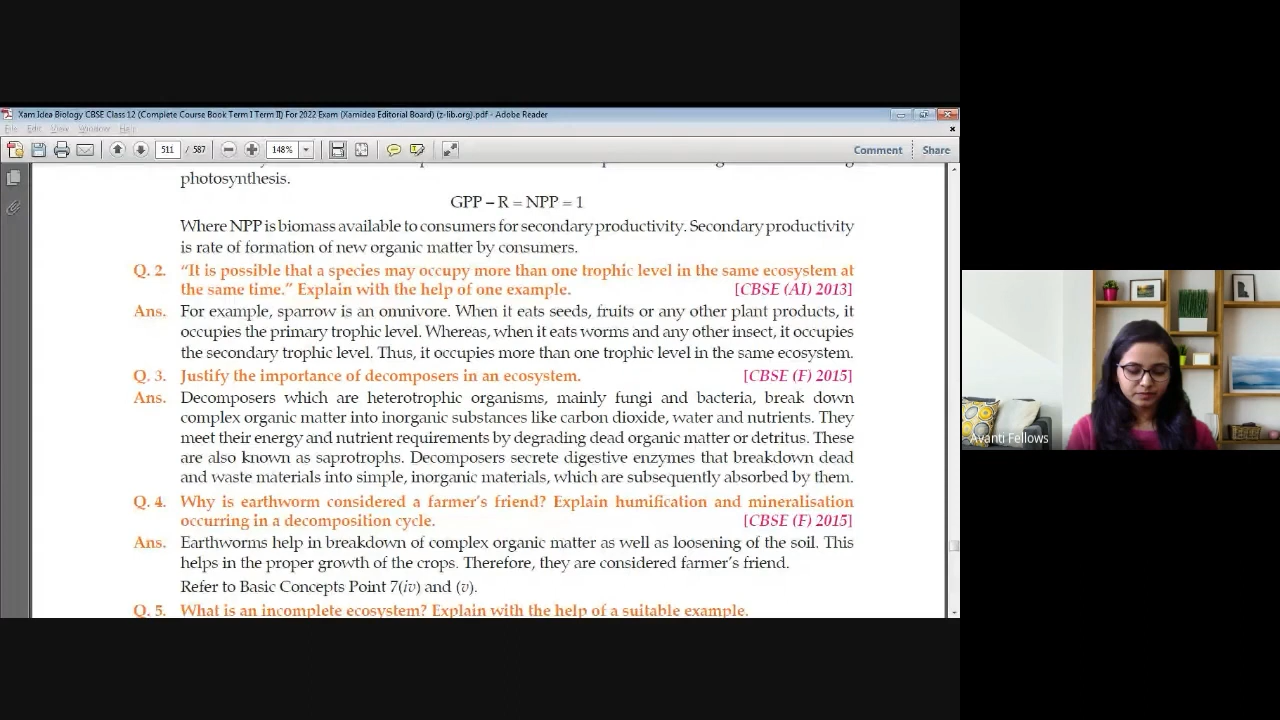 Xam Idea Biology CBSE Class 12 (Complete Course Book Term I Term II) For 2022 Exam (Xamidea Editorial Board) (z-lib.org).pdf - Adobe Reader
File Edit View Window Help
511 / 587 148% Comment Share
photosynthesis.
GPP – R = NPP = 1
Where NPP is biomass available to consumers for secondary productivity. Secondary productivity
is rate of formation of new organic matter by consumers.
Q. 2. “It is possible that a species may occupy more than one trophic level in the same ecosystem at
the same time.” Explain with the help of one example. [CBSE (AI) 2013]
Ans. For example, sparrow is an omnivore. When it eats seeds, fruits or any other plant products, it
occupies the primary trophic level. Whereas, when it eats worms and any other insect, it occupies
the secondary trophic level. Thus, it occupies more than one trophic level in the same ecosystem.
Q. 3. Justify the importance of decomposers in an ecosystem. [CBSE (F) 2015]
Ans. Decomposers which are heterotrophic organisms, mainly fungi and bacteria, break down
complex organic matter into inorganic substances like carbon dioxide, water and nutrients. They
meet their energy and nutrient requirements by degrading dead organic matter or detritus. These
are also known as saprotrophs. Decomposers secrete digestive enzymes that breakdown dead
and waste materials into simple, inorganic materials, which are subsequently absorbed by them.
Q. 4. Why is earthworm considered a farmer’s friend? Explain humification and mineralisation
occurring in a decomposition cycle. [CBSE (F) 2015]
Ans. Earthworms help in breakdown of complex organic matter as well as loosening of the soil. This
helps in the proper growth of the crops. Therefore, they are considered farmer’s friend.
Refer to Basic Concepts Point 7(iv) and (v).
Q. 5. What is an incomplete ecosystem? Explain with the help of a suitable example.
Avanti Fellows